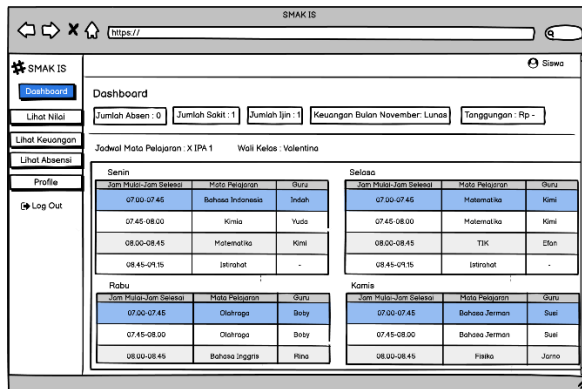 SMAK IS
https://
SMAK IS
Siswa
Dashboard
Lihat Nilai
Lihat Keuangan
Lihat Absensi
Profile
Log Out
Dashboard
Jumlah Absen : 0 Jumlah Sakit : 1 Jumlah Ijin : 1 Keuangan Bulan November: Lunas Tanggungan : Rp -
Jadwal Mata Pelajaran : X IPA 1 Wali Kelas : Valentino
Senin
Jam Mulai-Jam Selesai Mata Pelajaran Guru
07.00-07.45 Bahasa Indonesia Indah
07.45-08.00 Kimia Yuda
08.00-08.45 Matematika Kimi
08.45-09.15 Istirahat -
Selasa
Jam Mulai-Jam Selesai Mata Pelajaran Guru
07.00-07.45 Matematika Kimi
07.45-08.00 Matematika Kimi
08.00-08.45 TIK Efan
08.45-09.15 Istirahat -
Rabu
Jam Mulai-Jam Selesai Mata Pelajaran Guru
07.00-07.45 Olahraga Boby
07.45-08.00 Olahraga Boby
08.00-08.45 Bahasa Inggris Rina
Kamis
Jam Mulai-Jam Selesai Mata Pelajaran Guru
07.00-07.45 Bahasa Jerman Susi
07.45-08.00 Bahasa Jerman Susi
08.00-08.45 Fisika Jarno